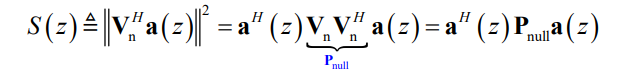 S(z) ≜ ‖V_n^H a(z)‖² = a^H(z) V_n V_n^H a(z) = a^H(z) P_null a(z)
P_null